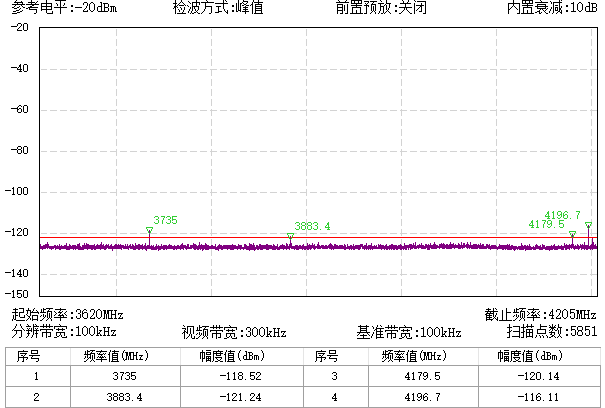 参考电平:-20dBm 检波方式:峰值 前置预放:关闭 内置衰减:10dB
-20
-40
-60
-80
-100
-120
-140
-150
3735
3883.4
4179.5
4196.7
起始频率:3620MHz 截止频率:4205MHz
分辨带宽:100kHz 视频带宽:300kHz 基准带宽:100kHz 扫描点数:5851
序号 频率值(MHz) 幅度值(dBm) 序号 频率值(MHz) 幅度值(dBm)
1 3735 -118.52 3 4179.5 -120.14
2 3883.4 -121.24 4 4196.7 -116.11